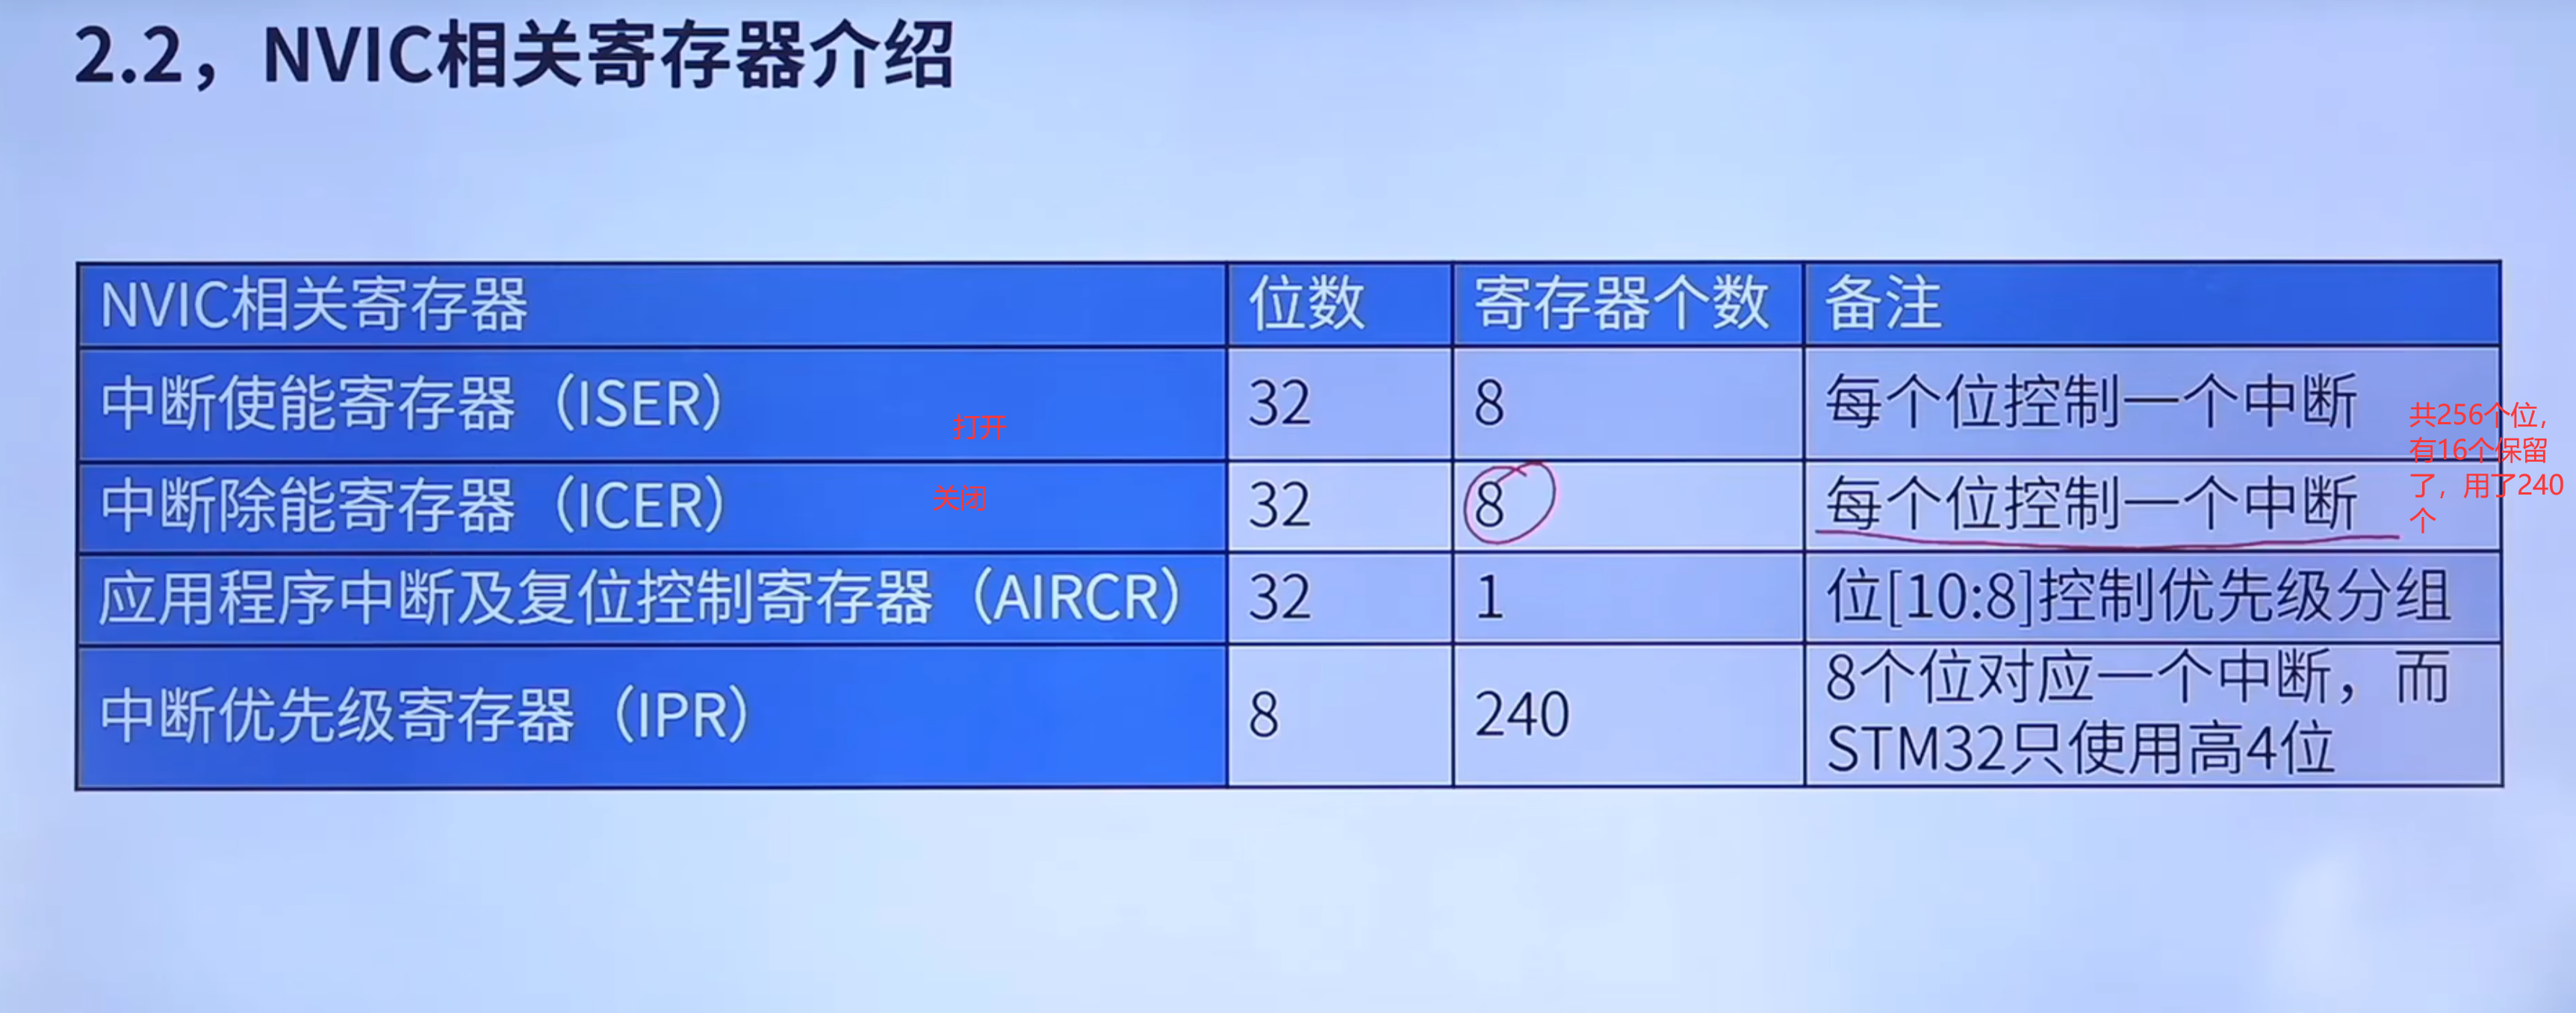 2.2，NVIC相关寄存器介绍
NVIC相关寄存器 位数 寄存器个数 备注
中断使能寄存器（ISER） 32 8 每个位控制一个中断
打开
共256个位，
有16个保留
了，用了240
个
中断除能寄存器（ICER） 32 8 每个位控制一个中断
关闭
应用程序中断及复位控制寄存器（AIRCR） 32 1 位[10:8]控制优先级分组
中断优先级寄存器（IPR） 8 240 8个位对应一个中断，而
STM32只使用高4位